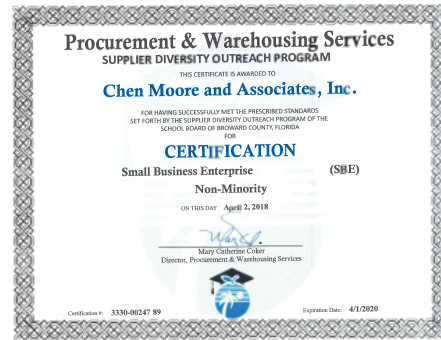 Procurement & Warehousing Services
SUPPLIER DIVERSITY OUTREACH PROGRAM
THIS CERTIFICATE IS AWARDED TO
Chen Moore and Associates, Inc.
FOR HAVING SUCCESSFULLY MET THE PRESCRIBED STANDARDS
SET FORTH BY THE SUPPLIER DIVERSITY OUTREACH PROGRAM OF THE
SCHOOL BOARD OF BROWARD COUNTY, FLORIDA
FOR
CERTIFICATION
Small Business Enterprise (SBE)
Non-Minority
ON THIS DAY April 2, 2018
Mary Catherine Coker
Director, Procurement & Warehousing Services
Certification #: 3330-00247 89 Expiration Date: 4/1/2020